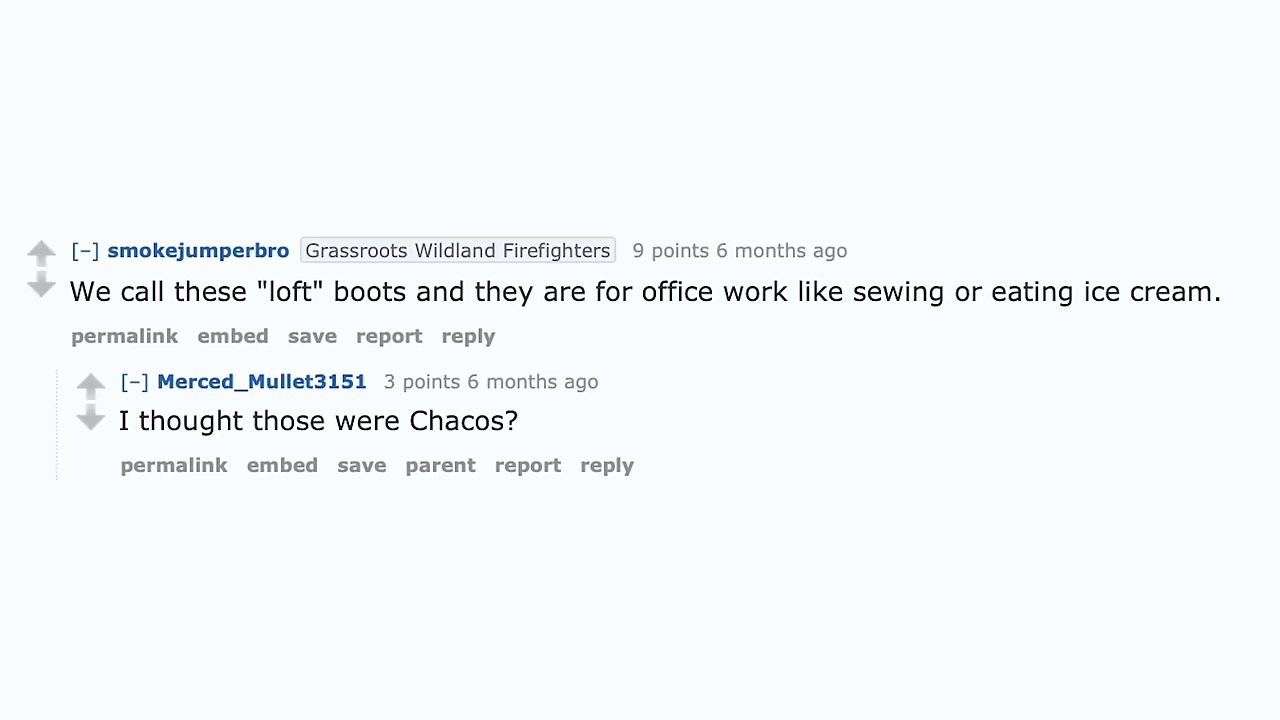 [–] smokejumperbro Grassroots Wildland Firefighters 9 points 6 months ago
We call these "loft" boots and they are for office work like sewing or eating ice cream.
permalink embed save report reply
[–] Merced_Mullet3151 3 points 6 months ago
I thought those were Chacos?
permalink embed save parent report reply